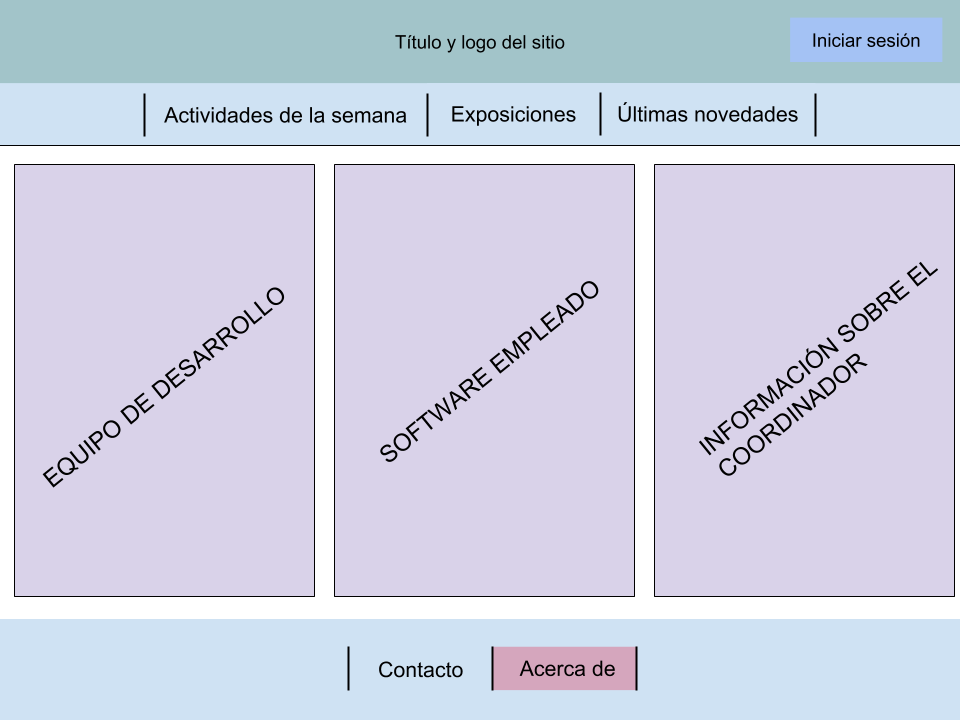 Título y logo del sitio
Iniciar sesión
Actividades de la semana
Exposiciones
Últimas novedades
EQUIPO DE DESARROLLO
SOFTWARE EMPLEADO
INFORMACIÓN SOBRE EL
COORDINADOR
Contacto
Acerca de